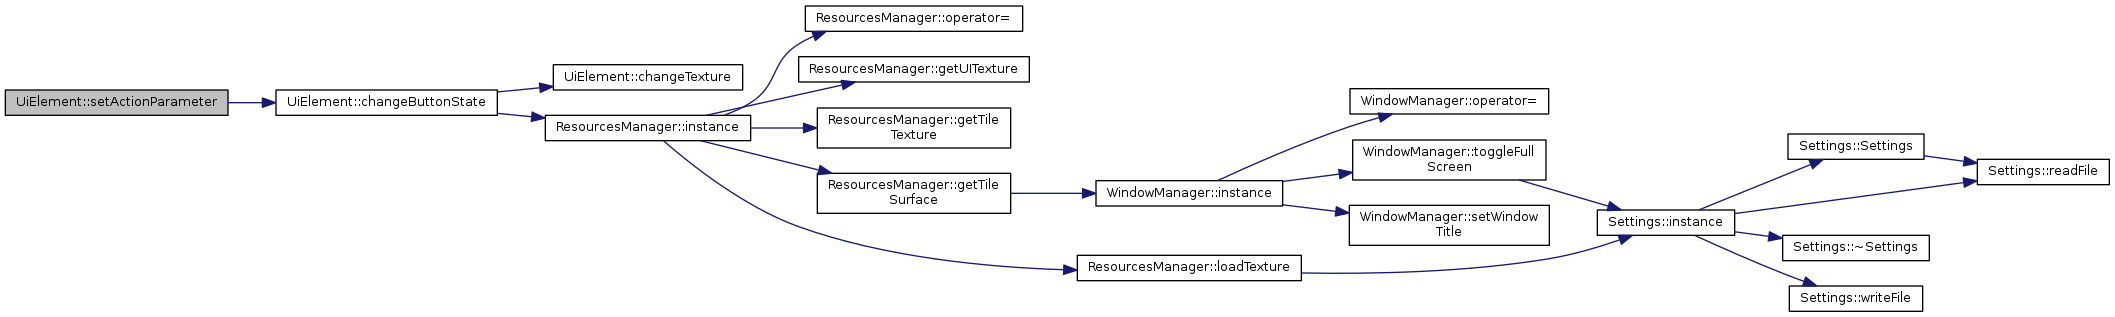 UiElement::setActionParameter
UiElement::changeButtonState
UiElement::changeTexture
ResourcesManager::instance
ResourcesManager::operator=
ResourcesManager::getUITexture
ResourcesManager::getTile
Texture
ResourcesManager::getTile
Surface
ResourcesManager::loadTexture
WindowManager::instance
WindowManager::operator=
WindowManager::toggleFull
Screen
WindowManager::setWindow
Title
Settings::instance
Settings::Settings
Settings::readFile
Settings::~Settings
Settings::writeFile